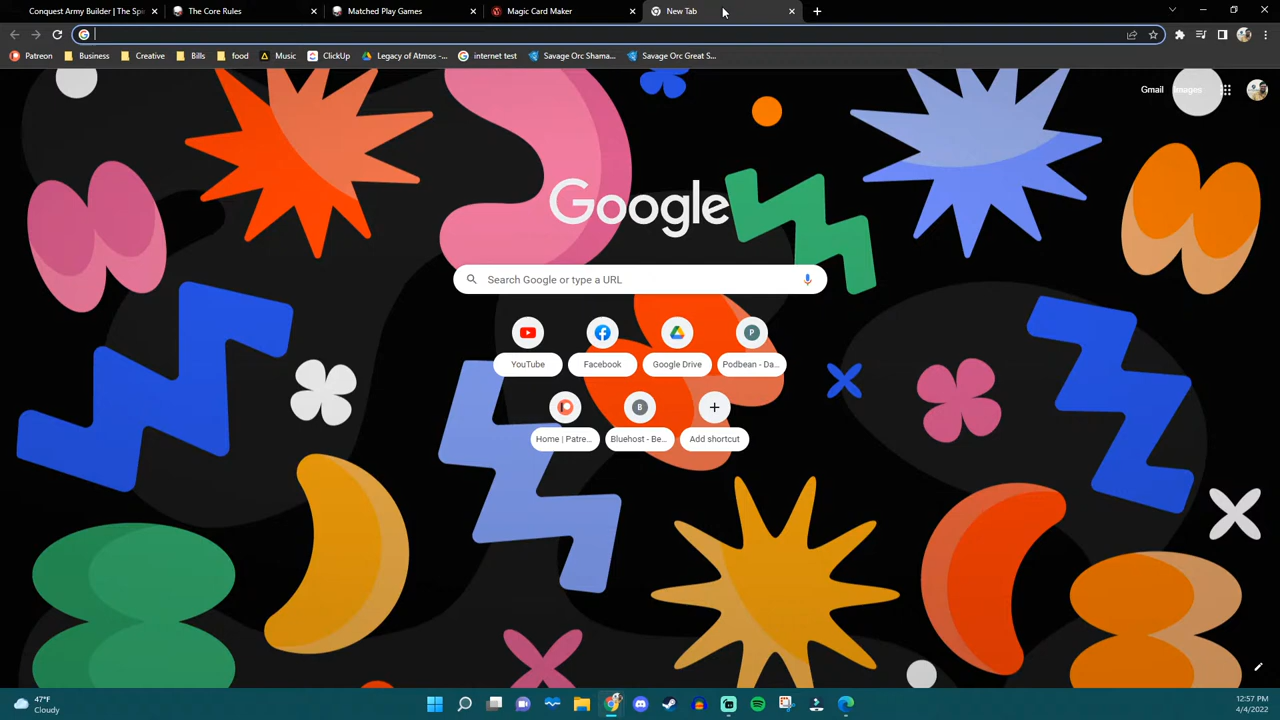 Conquest Army Builder | The Spi
The Core Rules
Matched Play Games
Magic Card Maker
New Tab
Patreon
Business
Creative
Bills
food
Music
ClickUp
Legacy of Atmos -...
internet test
Savage Orc Shama...
Savage Orc Great S...
Gmail
Images
Google
Search Google or type a URL
YouTube
Facebook
Google Drive
P
Podbean - Da...
Home | Patre...
B
Bluehost - Be...
Add shortcut
47°F
Cloudy
12:57 PM
4/4/2022